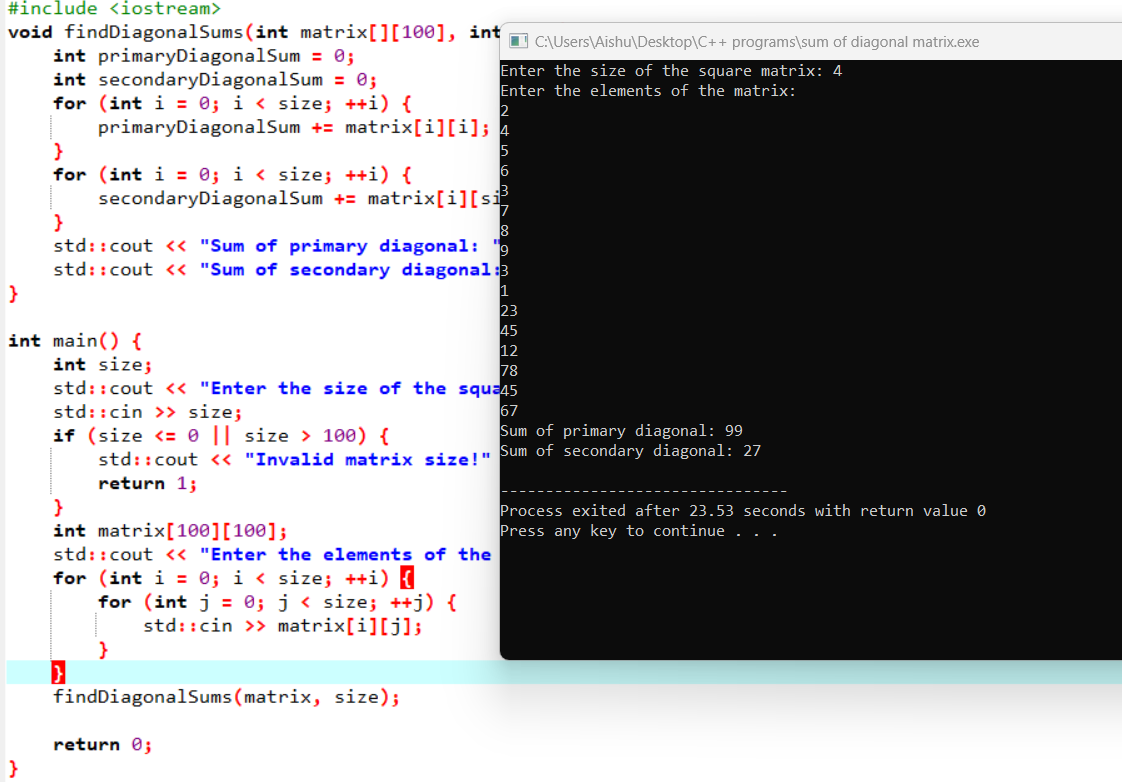 #include <iostream>
void findDiagonalSums(int matrix[][100], int
int primaryDiagonalSum = 0;
int secondaryDiagonalSum = 0;
for (int i = 0; i < size; ++i) {
primaryDiagonalSum += matrix[i][i];
}
for (int i = 0; i < size; ++i) {
secondaryDiagonalSum += matrix[i][si
}
std::cout << "Sum of primary diagonal: "
std::cout << "Sum of secondary diagonal:
}
int main() {
int size;
std::cout << "Enter the size of the squa
std::cin >> size;
if (size <= 0 || size > 100) {
std::cout << "Invalid matrix size!"
return 1;
}
int matrix[100][100];
std::cout << "Enter the elements of the
for (int i = 0; i < size; ++i) {
for (int j = 0; j < size; ++j) {
std::cin >> matrix[i][j];
}
}
findDiagonalSums(matrix, size);
return 0;
}
C:\Users\Aishu\Desktop\C++ programs\sum of diagonal matrix.exe
Enter the size of the square matrix: 4
Enter the elements of the matrix:
2
4
5
6
3
7
8
9
3
1
23
45
12
78
45
67
Sum of primary diagonal: 99
Sum of secondary diagonal: 27
--------------------------------
Process exited after 23.53 seconds with return value 0
Press any key to continue . . .